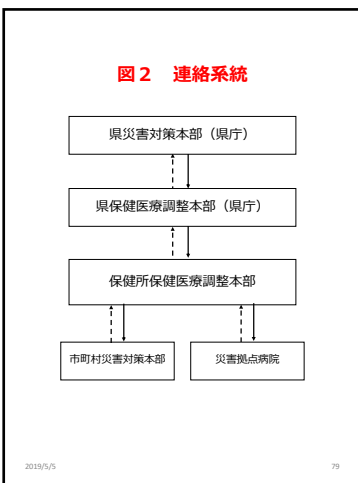 図２　連絡系統
県災害対策本部（県庁）
県保健医療調整本部（県庁）
保健所保健医療調整本部
市町村災害対策本部
災害拠点病院
2019/5/5
79